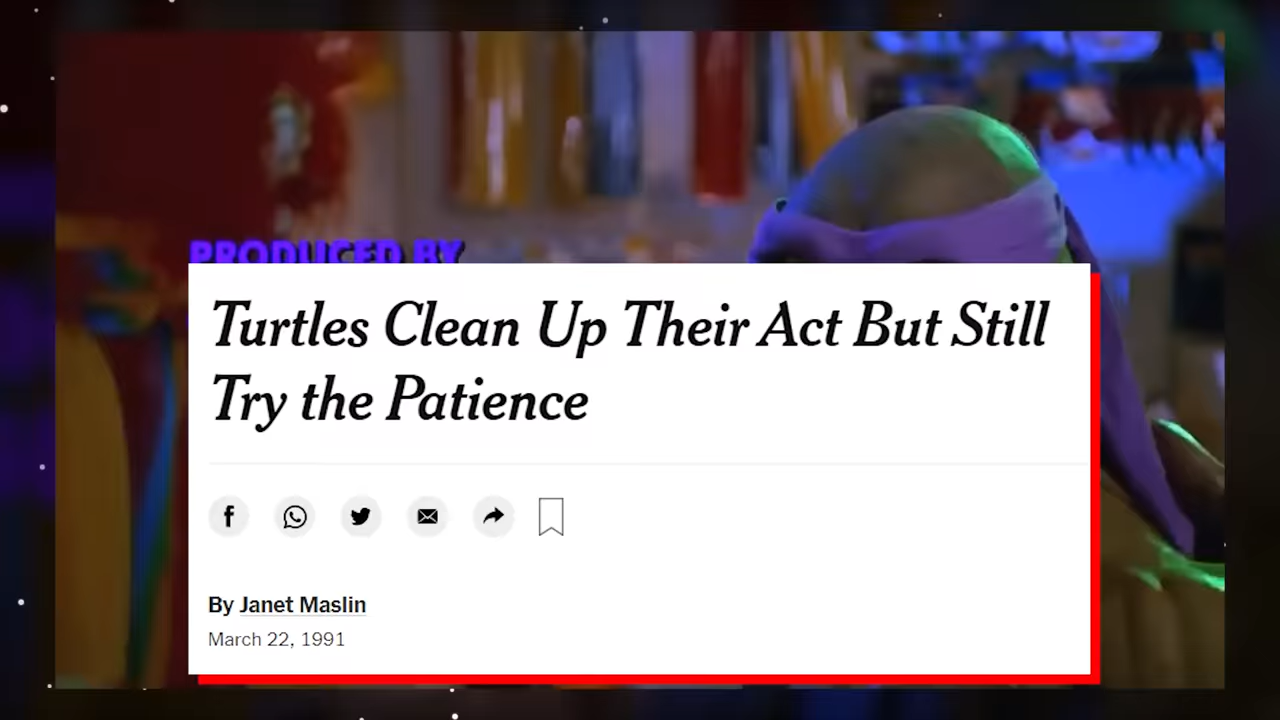 PRODUCED BY
Turtles Clean Up Their Act But Still
Try the Patience
By Janet Maslin
March 22, 1991